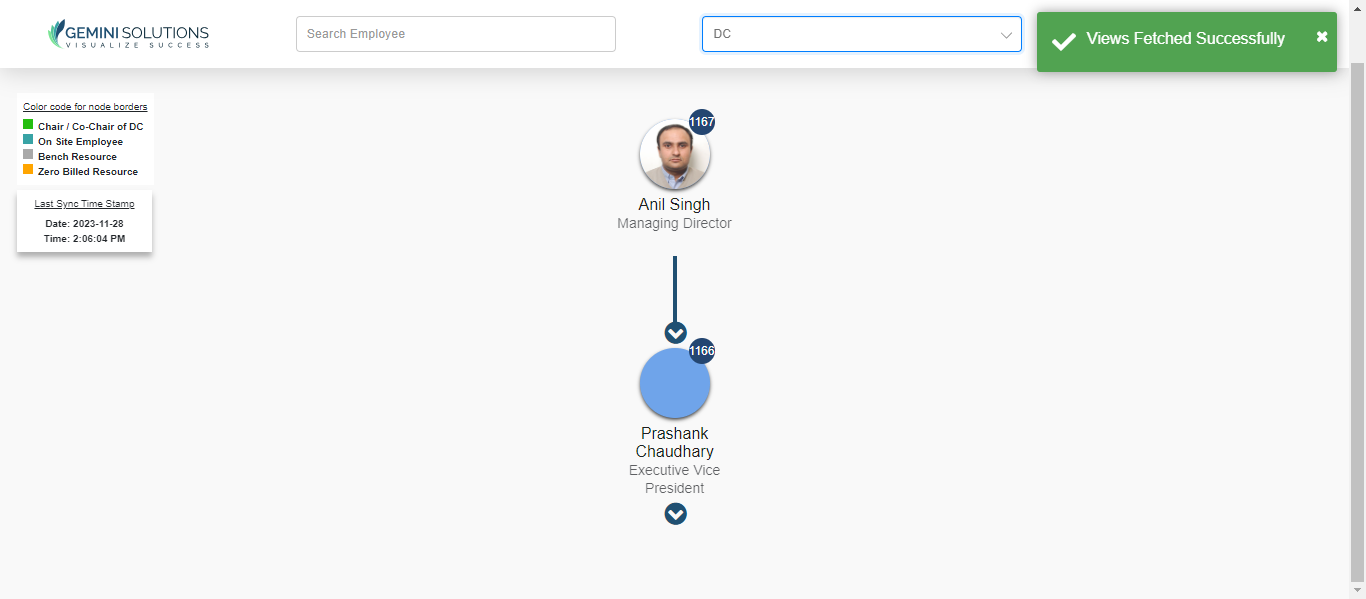 GEMINI SOLUTIONS
VISUALIZE SUCCESS
Search Employee
DC
Views Fetched Successfully
Color code for node borders
Chair / Co-Chair of DC
On Site Employee
Bench Resource
Zero Billed Resource
Last Sync Time Stamp
Date: 2023-11-28
Time: 2:06:04 PM
1167
Anil Singh
Managing Director
1166
Prashank
Chaudhary
Executive Vice
President